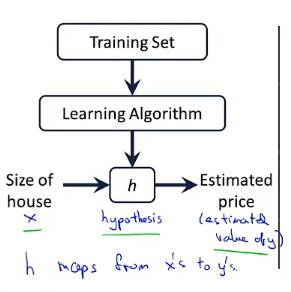 Training Set
Learning Algorithm
Size of house
h
Estimated price
x
hypothesis
(estimated value of y)
h maps from x's to y's.